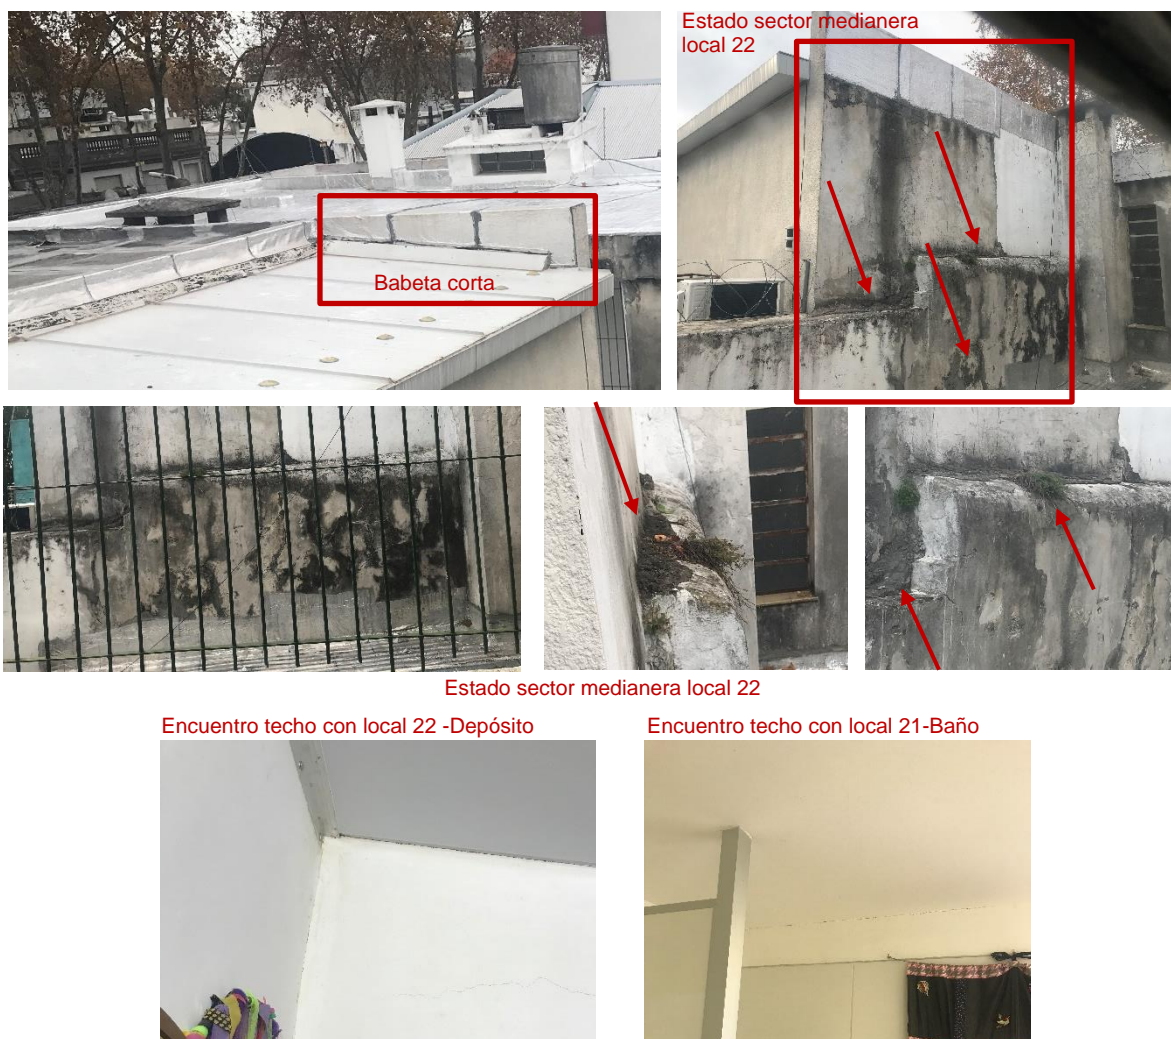 Estado sector medianera
local 22
Babeta corta
Estado sector medianera local 22
Encuentro techo con local 22 -Depósito
Encuentro techo con local 21-Baño